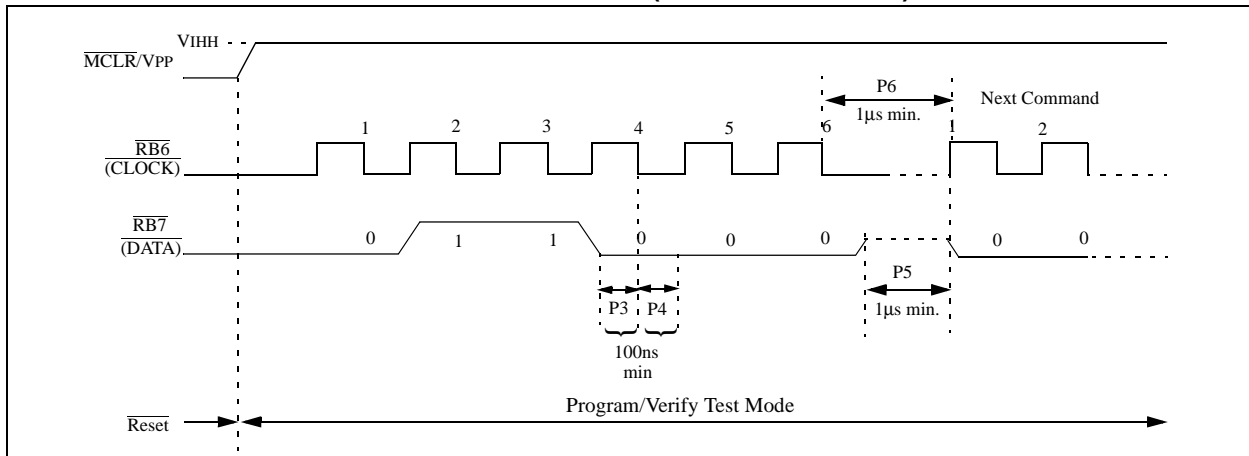 VIHH
MCLR/VPP
P6
1µs min.
Next Command
1 2 3 4 5 6 1 2
RB6
(CLOCK)
RB7
(DATA)
0 1 1 0 0 0 0 0
P3 P4
P5
1µs min.
100ns
min
Program/Verify Test Mode
Reset